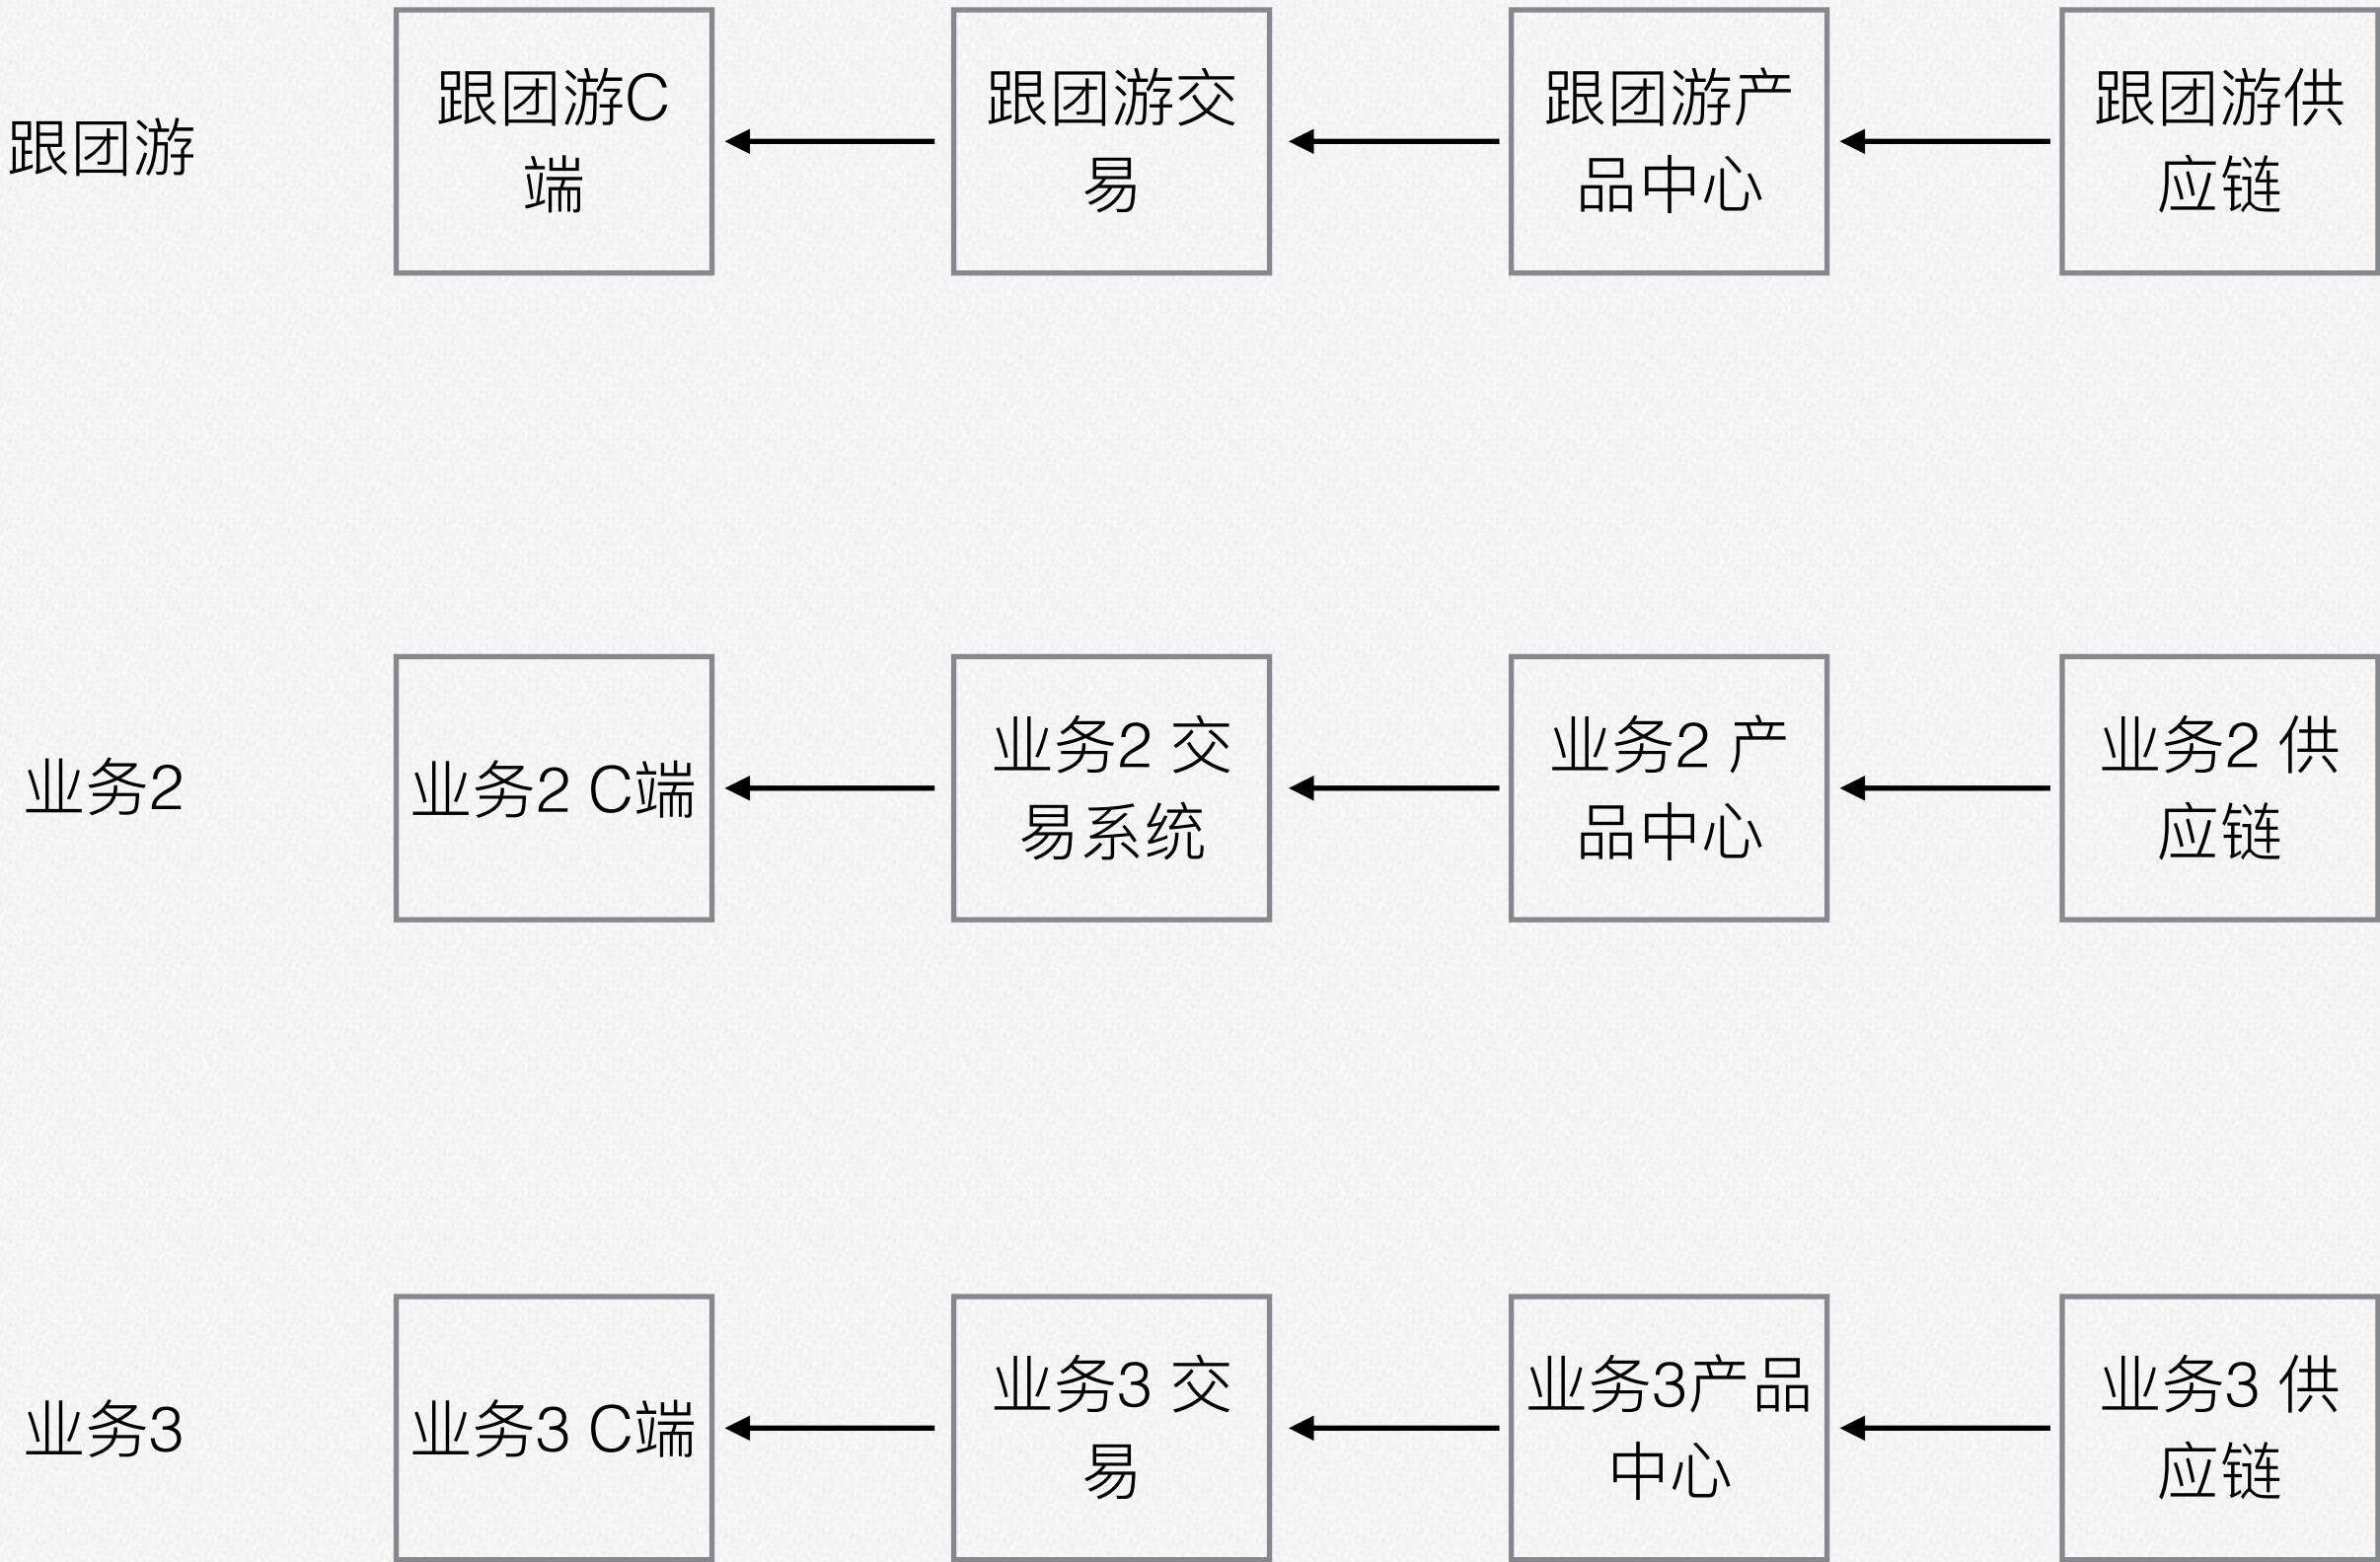 跟团游
跟团游C
端
跟团游交
易
跟团游产
品中心
跟团游供
应链
业务2
业务2 C端
业务2 交
易系统
业务2 产
品中心
业务2 供
应链
业务3
业务3 C端
业务3 交
易
业务3产品
中心
业务3 供
应链